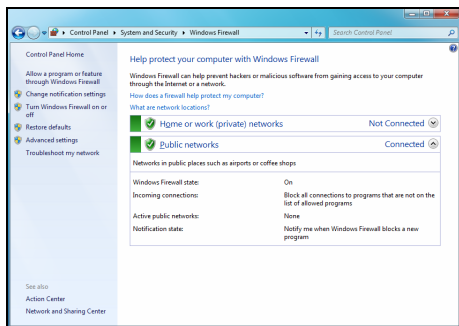 Control Panel ▸ System and Security ▸ Windows Firewall
Search Control Panel
Control Panel Home
Allow a program or feature
through Windows Firewall
Change notification settings
Turn Windows Firewall on or
off
Restore defaults
Advanced settings
Troubleshoot my network
See also
Action Center
Network and Sharing Center
Help protect your computer with Windows Firewall
Windows Firewall can help prevent hackers or malicious software from gaining access to your computer
through the Internet or a network.
How does a firewall help protect my computer?
What are network locations?
Home or work (private) networks Not Connected
Public networks Connected
Networks in public places such as airports or coffee shops
Windows Firewall state: On
Incoming connections: Block all connections to programs that are not on the
list of allowed programs
Active public networks: None
Notification state: Notify me when Windows Firewall blocks a new
program